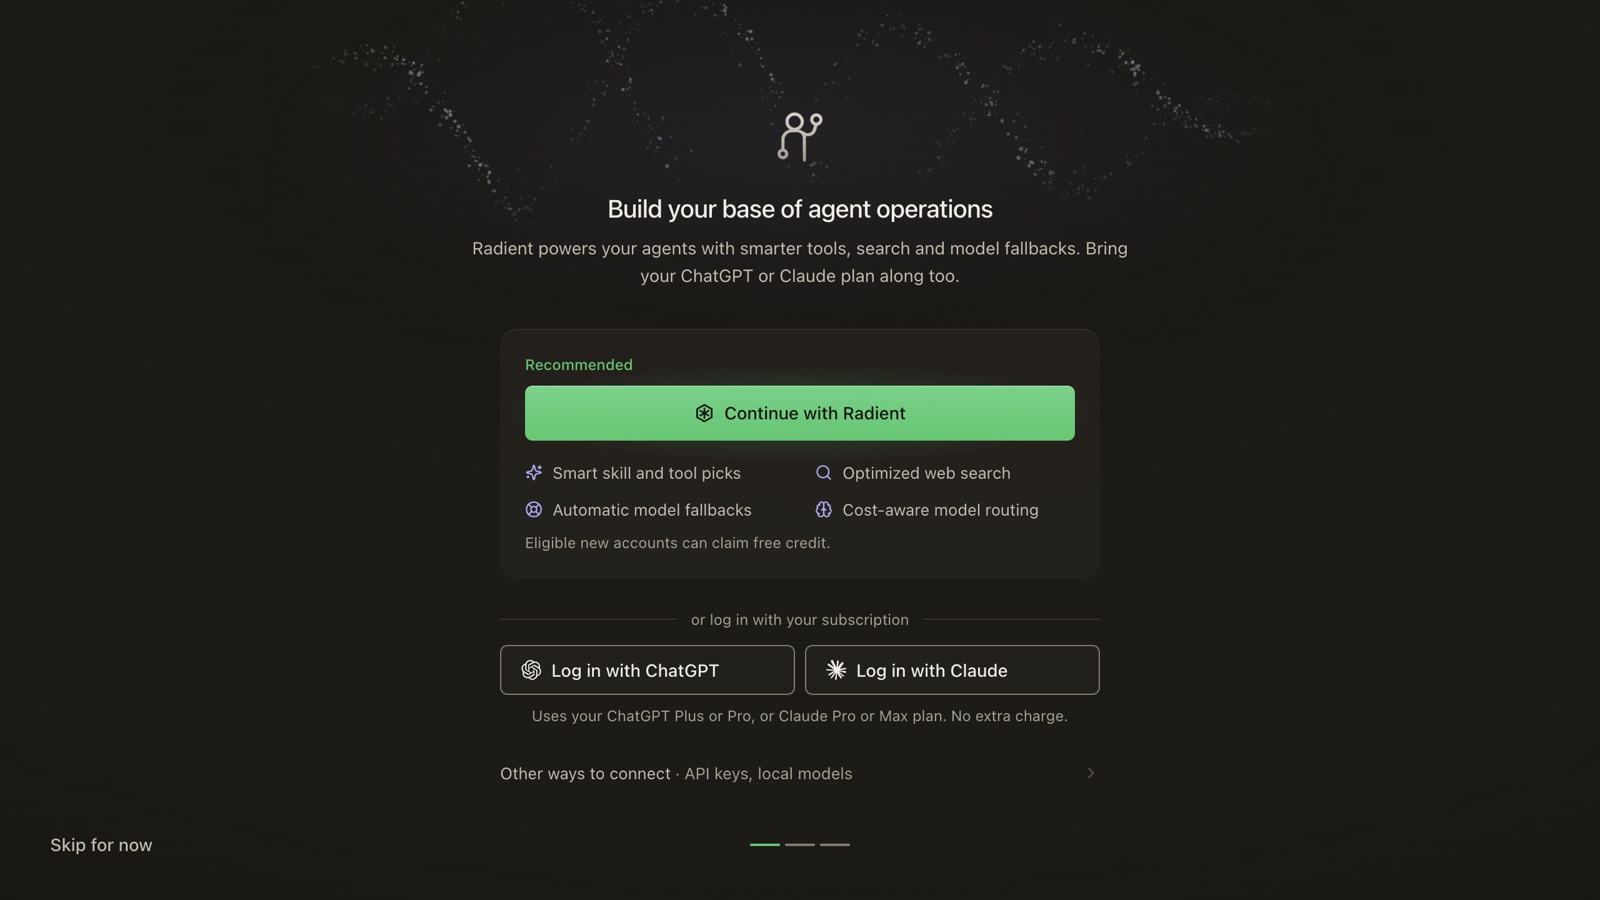 Build your base of agent operations
Radient powers your agents with smarter tools, search and model fallbacks. Bring
your ChatGPT or Claude plan along too.
Recommended
Continue with Radient
Smart skill and tool picks
Optimized web search
Automatic model fallbacks
Cost-aware model routing
Eligible new accounts can claim free credit.
or log in with your subscription
Log in with ChatGPT
Log in with Claude
Uses your ChatGPT Plus or Pro, or Claude Pro or Max plan. No extra charge.
Other ways to connect · API keys, local models
Skip for now